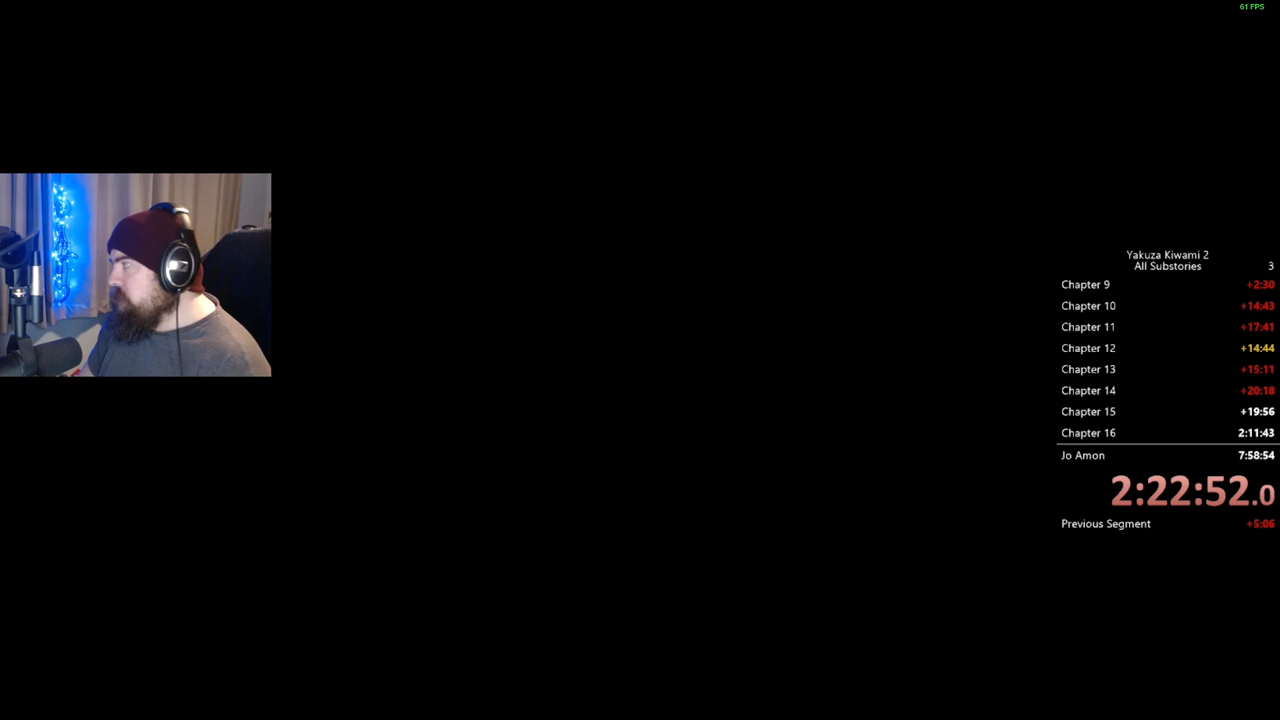 61 FPS
Yakuza Kiwami 2
All Substories 3
Chapter 9 +2:30
Chapter 10 +14:43
Chapter 11 +17:41
Chapter 12 +14:44
Chapter 13 +15:11
Chapter 14 +20:18
Chapter 15 +19:56
Chapter 16 2:11:43
Jo Amon 7:58:54
2:22:52.0
Previous Segment +5:06